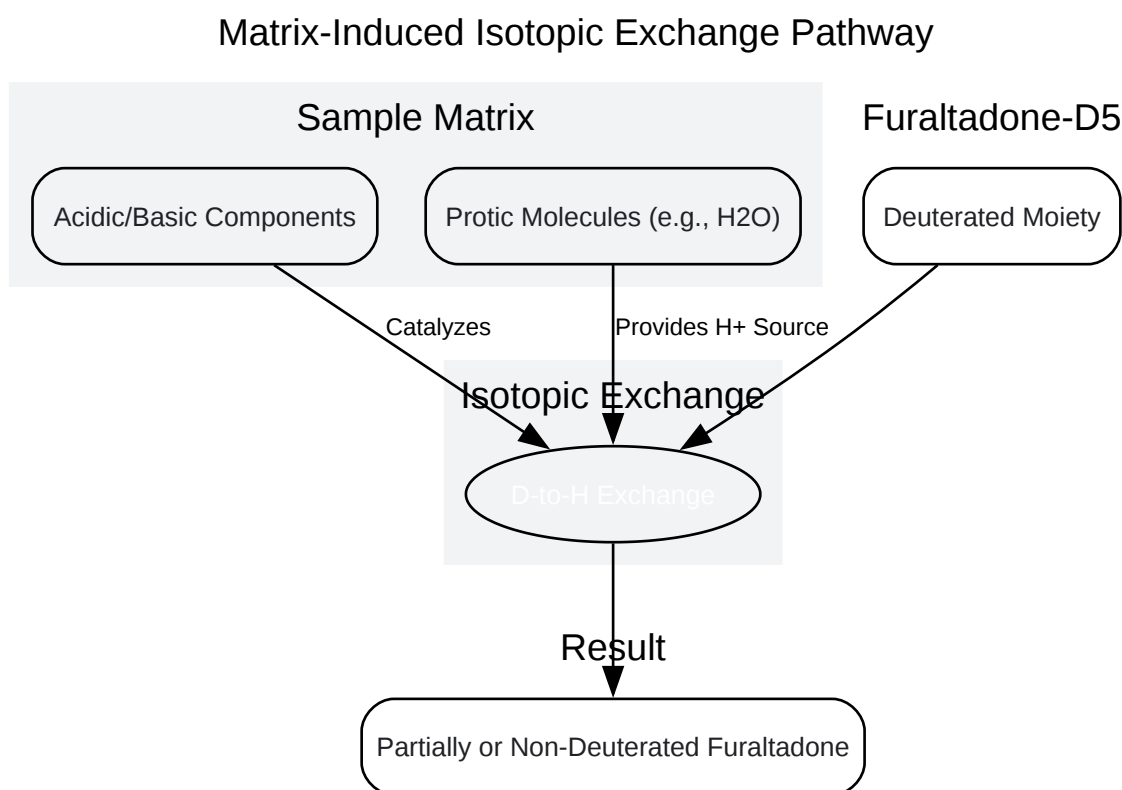 Matrix-Induced Isotopic Exchange Pathway
Sample Matrix
Furaltadone-D5
Acidic/Basic Components
Protic Molecules (e.g., H2O)
Deuterated Moiety
Catalyzes
Provides H+ Source
Isotopic Exchange
D-to-H Exchange
Result
Partially or Non-Deuterated Furaltadone